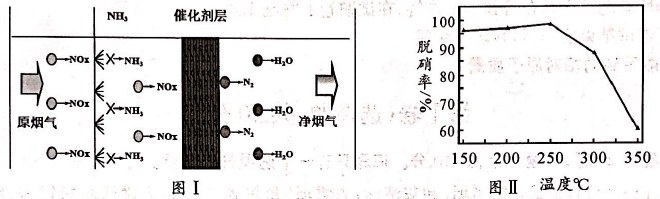 NH₃ 催化剂层
NOx NH₃ H₂O
NOx N₂
原烟气 NOx NH₃ H₂O 净烟气
NOx N₂
NOx NH₃ H₂O
图Ⅰ
脱硝率/%
100
90
80
70
60
150 200 250 300 350
图Ⅱ 温度℃